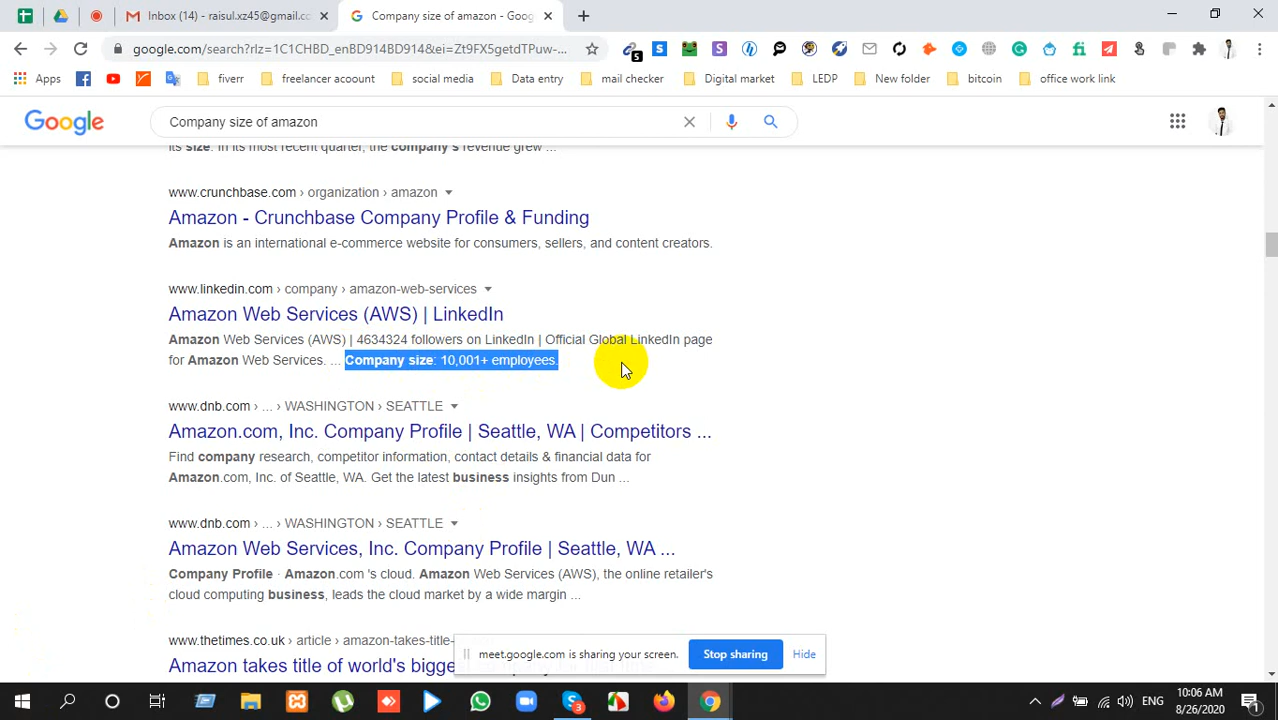 Inbox (14) - raisul.xz45@gmail.cc
Company size of amazon - Goog
google.com/search?rlz=1C1CHBD_enBD914BD914&ei=Zt9FX5getdTPuw-...
Apps
fiverr
freelancer acount
social media
Data entry
mail checker
Digital market
LEDP
New folder
bitcoin
office work link
Google
Company size of amazon
its size. In its most recent quarter, the company's revenue grew ...
www.crunchbase.com › organization › amazon
Amazon - Crunchbase Company Profile & Funding
Amazon is an international e-commerce website for consumers, sellers, and content creators.
www.linkedin.com › company › amazon-web-services
Amazon Web Services (AWS) | LinkedIn
Amazon Web Services (AWS) | 4634324 followers on LinkedIn | Official Global LinkedIn page
for Amazon Web Services. ... Company size: 10,001+ employees.
www.dnb.com › ... › WASHINGTON › SEATTLE
Amazon.com, Inc. Company Profile | Seattle, WA | Competitors ...
Find company research, competitor information, contact details & financial data for
Amazon.com, Inc. of Seattle, WA. Get the latest business insights from Dun ...
www.dnb.com › ... › WASHINGTON › SEATTLE
Amazon Web Services, Inc. Company Profile | Seattle, WA ...
Company Profile · Amazon.com 's cloud. Amazon Web Services (AWS), the online retailer's
cloud computing business, leads the cloud market by a wide margin ...
www.thetimes.co.uk › article › amazon-takes-title-
Amazon takes title of world's bigges
meet.google.com is sharing your screen.
Stop sharing
Hide
ENG
10:06 AM
8/26/2020